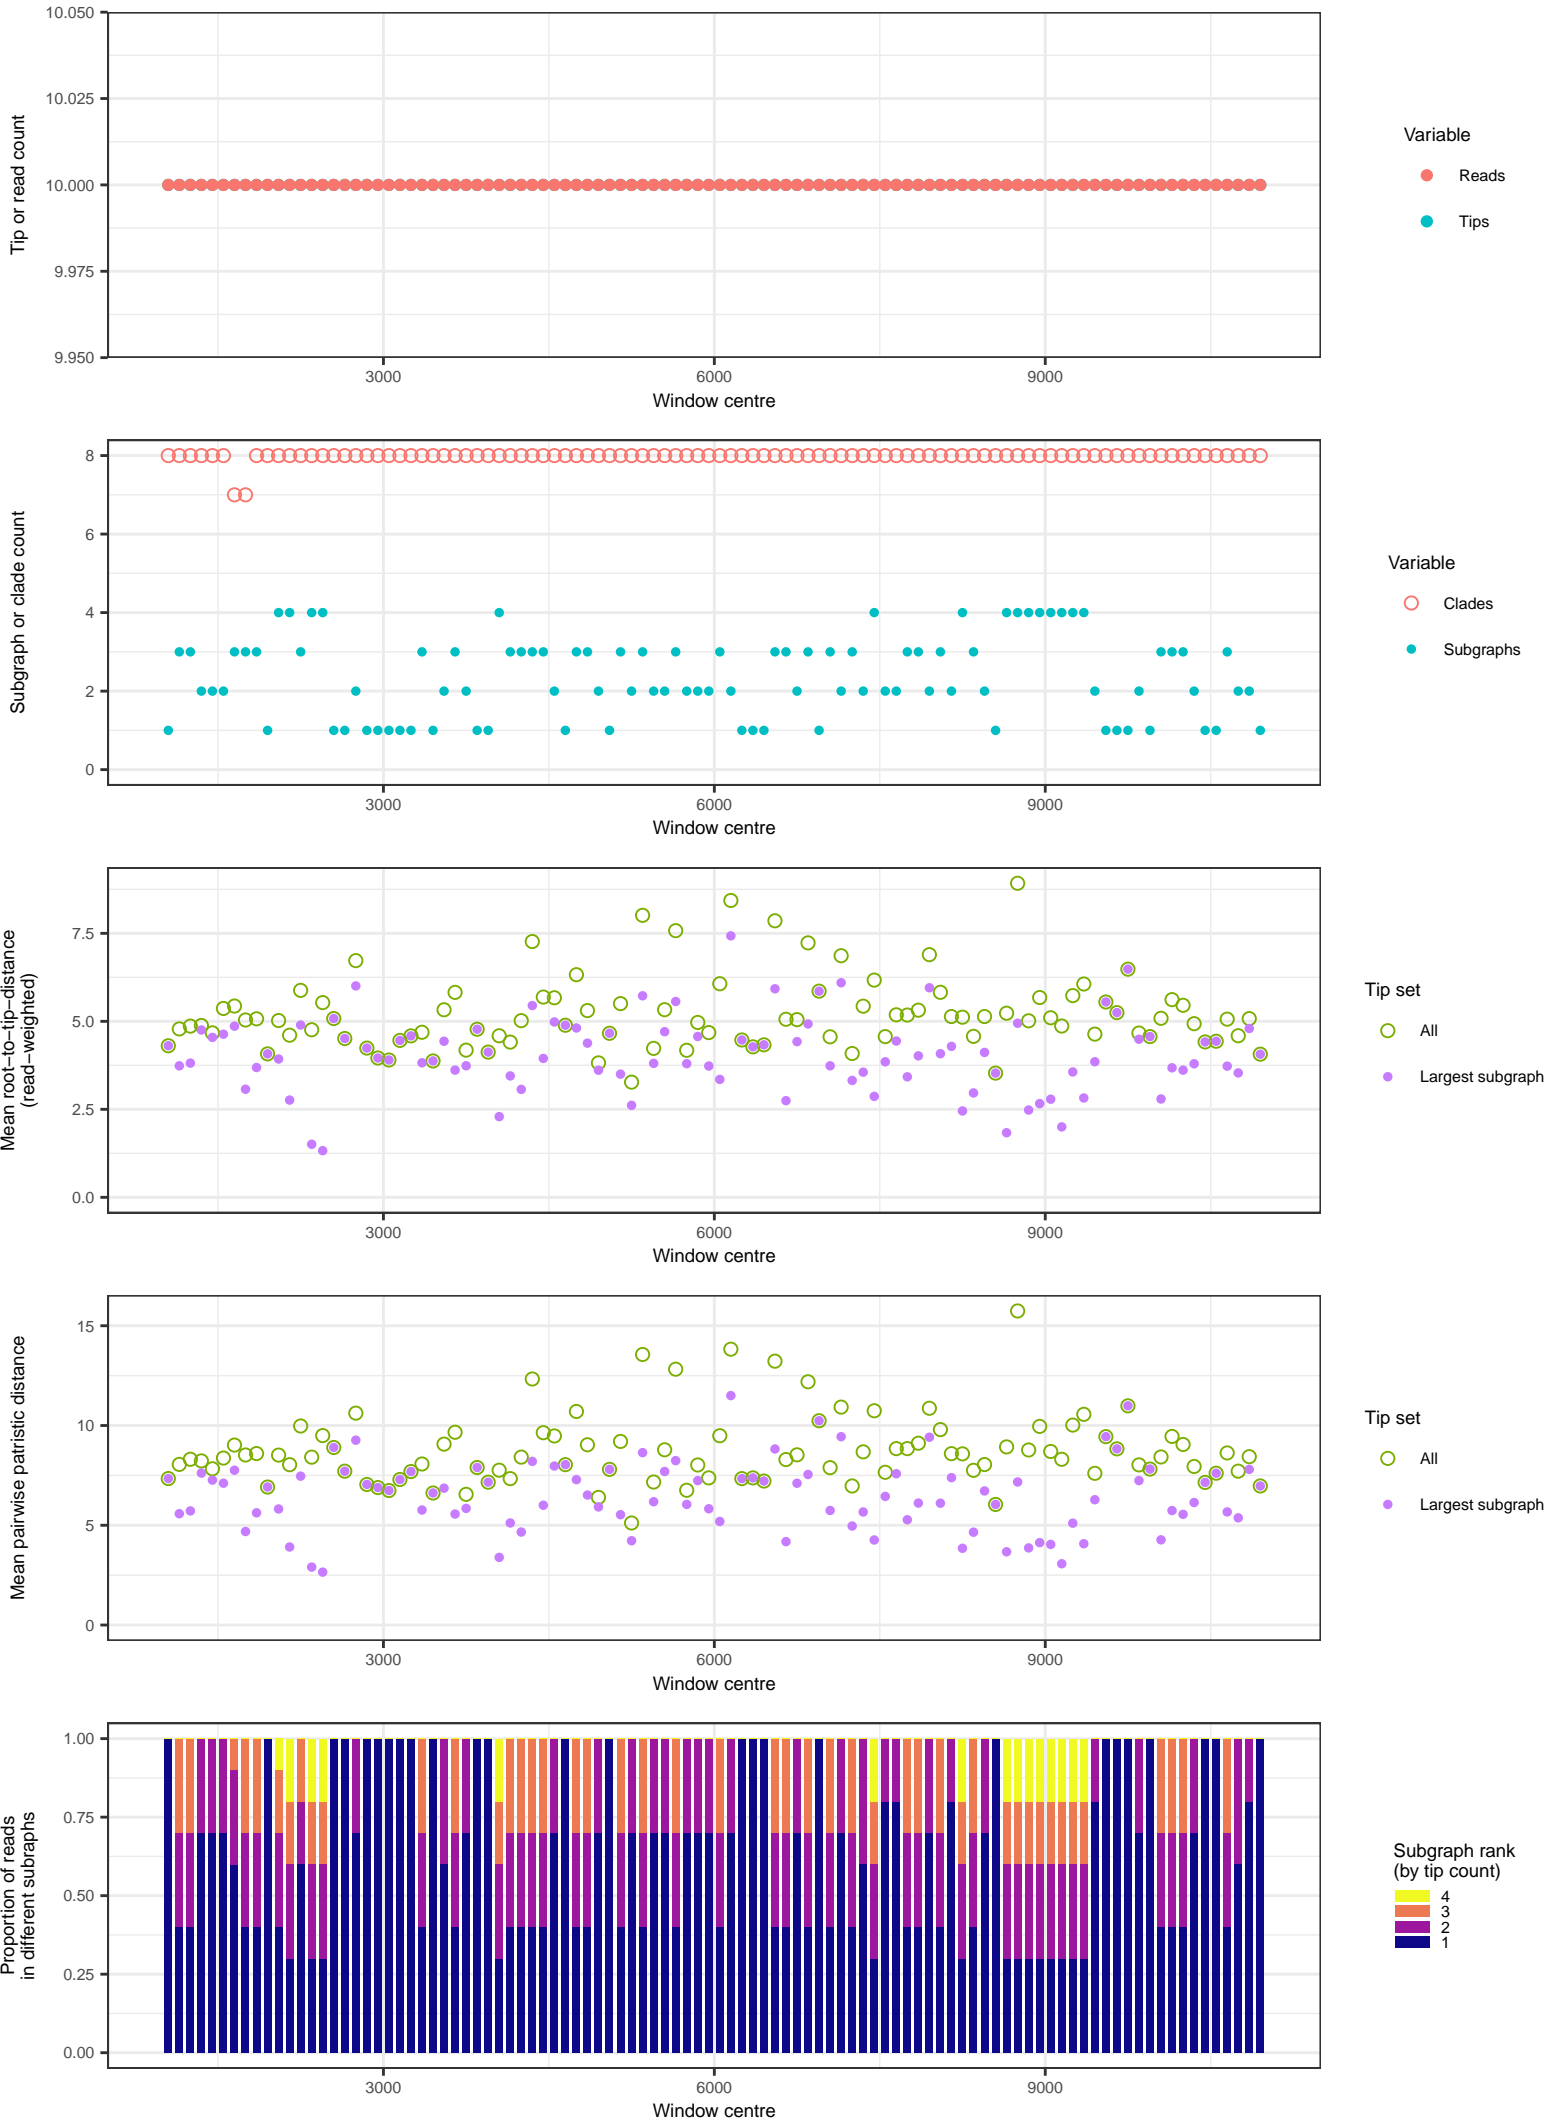 10.050
10.025
10.000
9.975
9.950
Tip or read count
3000
6000
9000
Window centre
Variable
Reads
Tips
8
6
4
2
0
Subgraph or clade count
3000
6000
9000
Window centre
Variable
Clades
Subgraphs
7.5
5.0
2.5
0.0
Mean root−to−tip−distance
(read−weighted)
3000
6000
9000
Window centre
Tip set
All
Largest subgraph
15
10
5
0
Mean pairwise patristic distance
3000
6000
9000
Window centre
Tip set
All
Largest subgraph
1.00
0.75
0.50
0.25
0.00
Proportion of reads
in different subraphs
3000
6000
9000
Window centre
Subgraph rank
(by tip count)
4
3
2
1